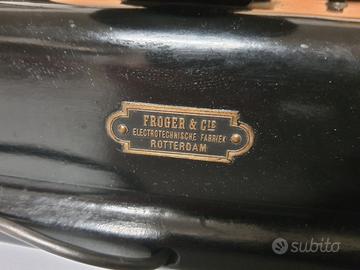 FROGER & CIE
ELECTROTECHNISCHE FABRIEK
ROTTERDAM
subito